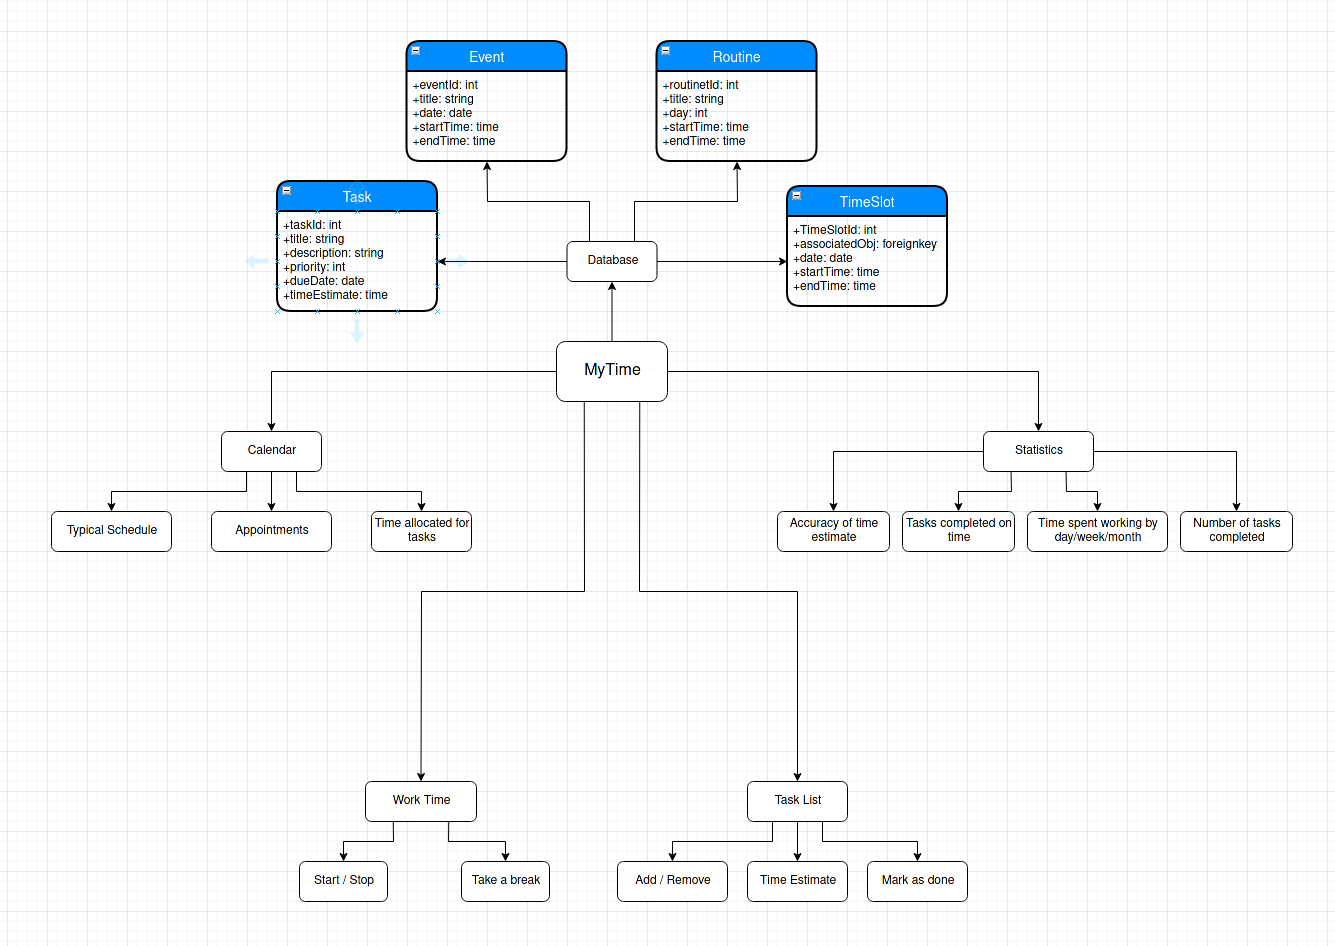 Event
+eventId: int
+title: string
+date: date
+startTime: time
+endTime: time
Routine
+routinetId: int
+title: string
+day: int
+startTime: time
+endTime: time
Task
+taskId: int
+title: string
+description: string
+priority: int
+dueDate: date
+timeEstimate: time
TimeSlot
+TimeSlotId: int
+associatedObj: foreignkey
+date: date
+startTime: time
+endTime: time
Database
MyTime
Calendar
Typical Schedule
Appointments
Time allocated for
tasks
Statistics
Accuracy of time
estimate
Tasks completed on
time
Time spent working by
day/week/month
Number of tasks
completed
Work Time
Start / Stop
Take a break
Task List
Add / Remove
Time Estimate
Mark as done